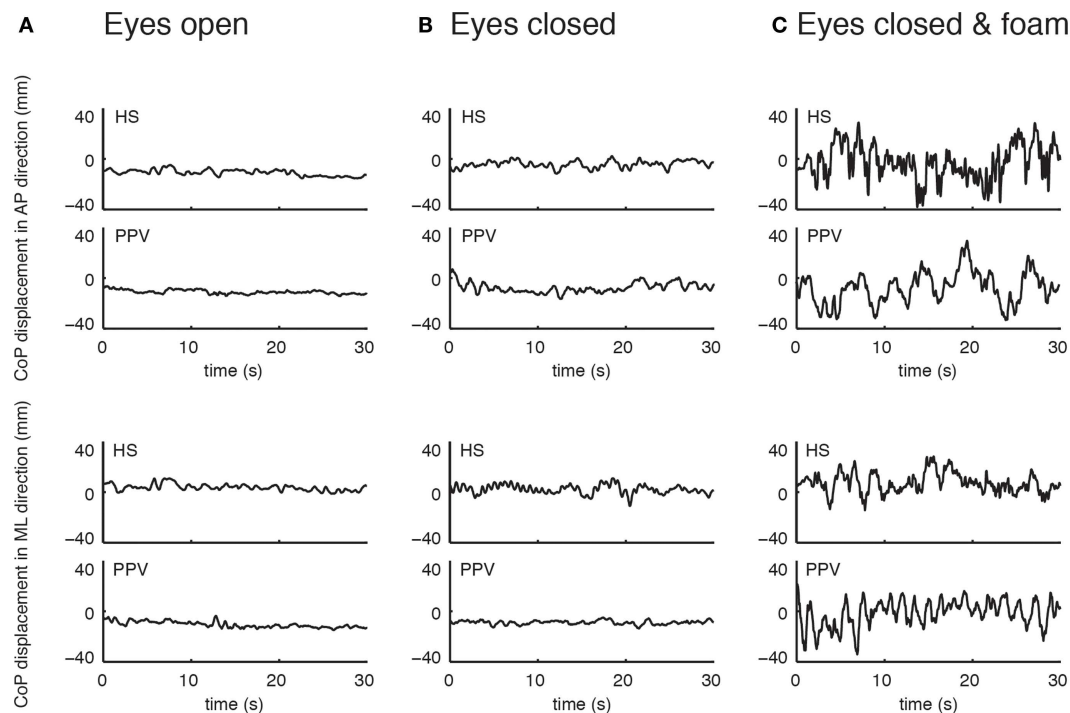 A Eyes open
B Eyes closed
C Eyes closed & foam
CoP displacement in AP direction (mm)
40 HS
0
−40
40 PPV
0
−40
0 10 20 30
time (s)
40 HS
0
−40
40 PPV
0
−40
0 10 20 30
time (s)
40 HS
0
−40
40 PPV
0
−40
0 10 20 30
time (s)
CoP displacement in ML direction (mm)
40 HS
0
−40
40 PPV
0
−40
0 10 20 30
time (s)
40 HS
0
−40
40 PPV
0
−40
0 10 20 30
time (s)
40 HS
0
−40
40 PPV
0
−40
0 10 20 30
time (s)